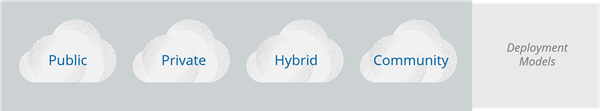 Public
Private
Hybrid
Community
Deployment
Models